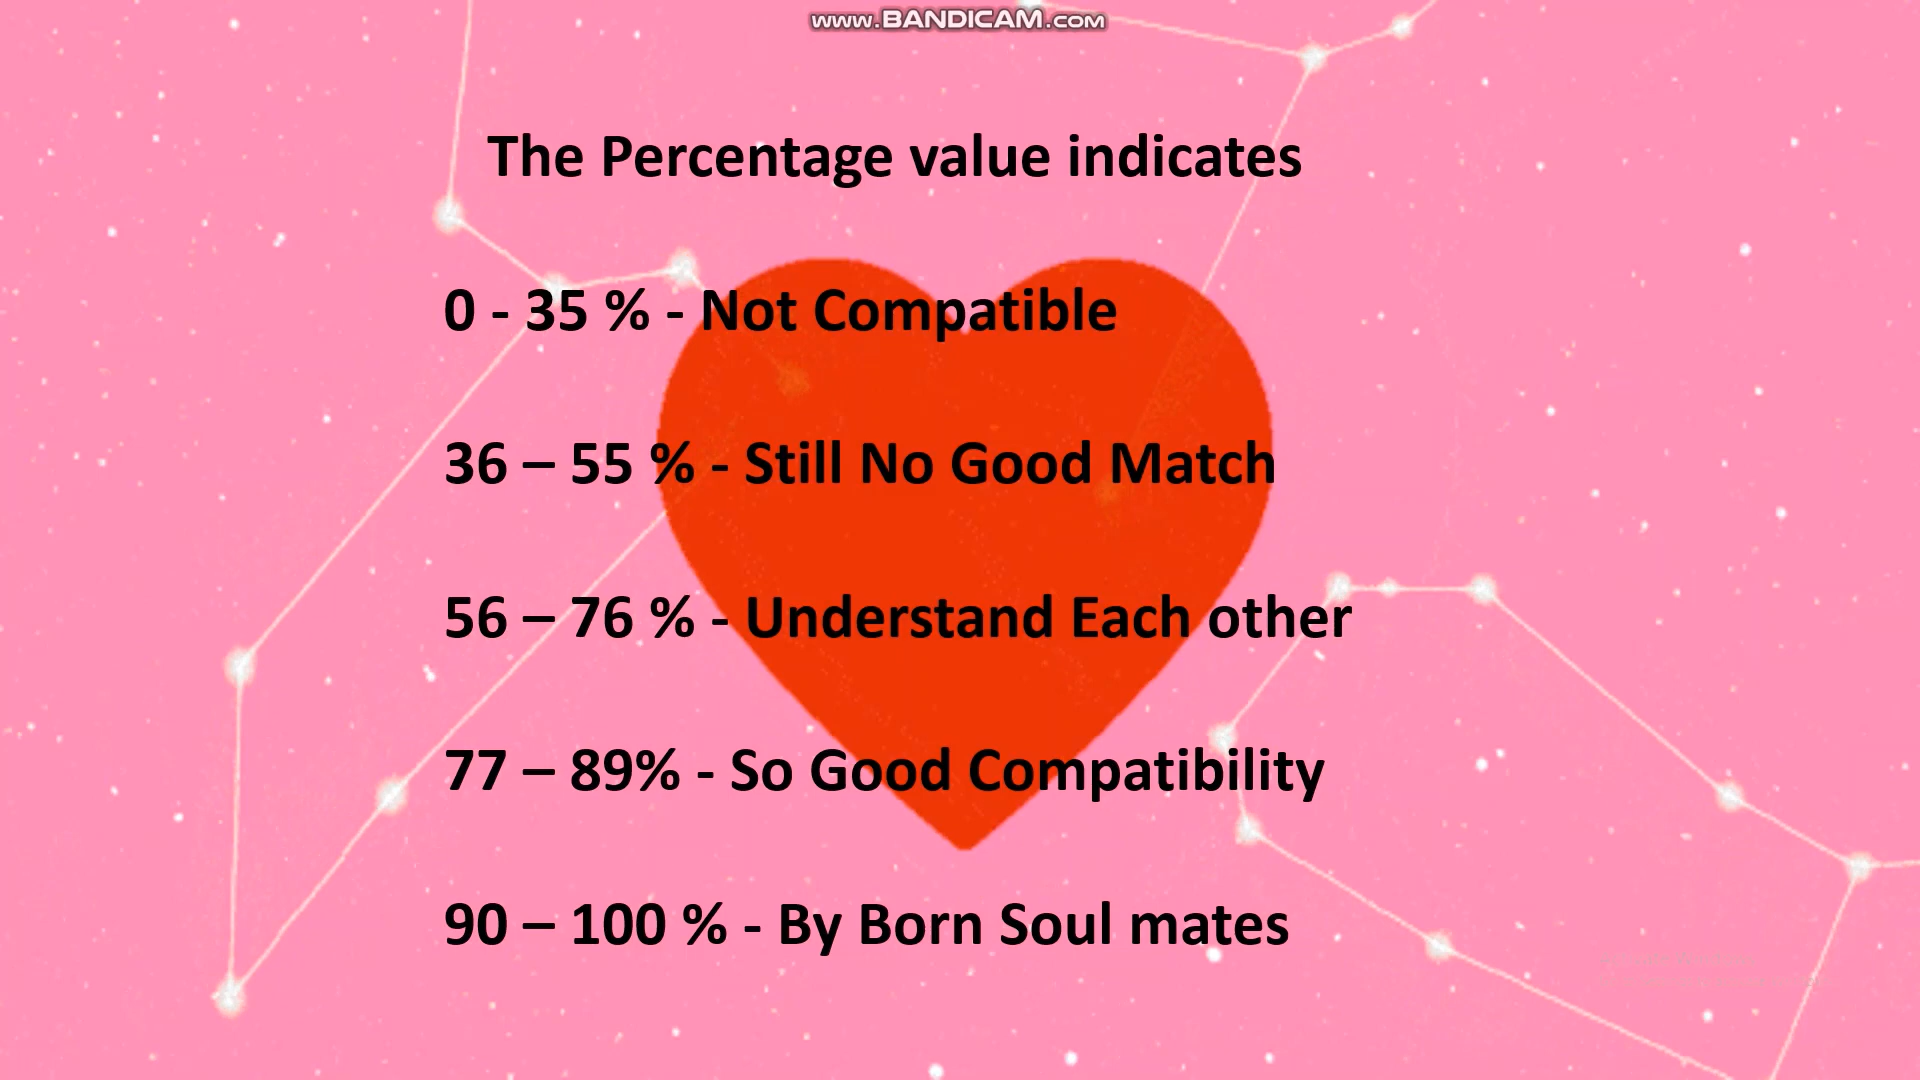 www.BANDICAM.com
The Percentage value indicates
0 - 35 % - Not Compatible
36 – 55 % - Still No Good Match
56 – 76 % - Understand Each other
77 – 89% - So Good Compatibility
90 – 100 % - By Born Soul mates